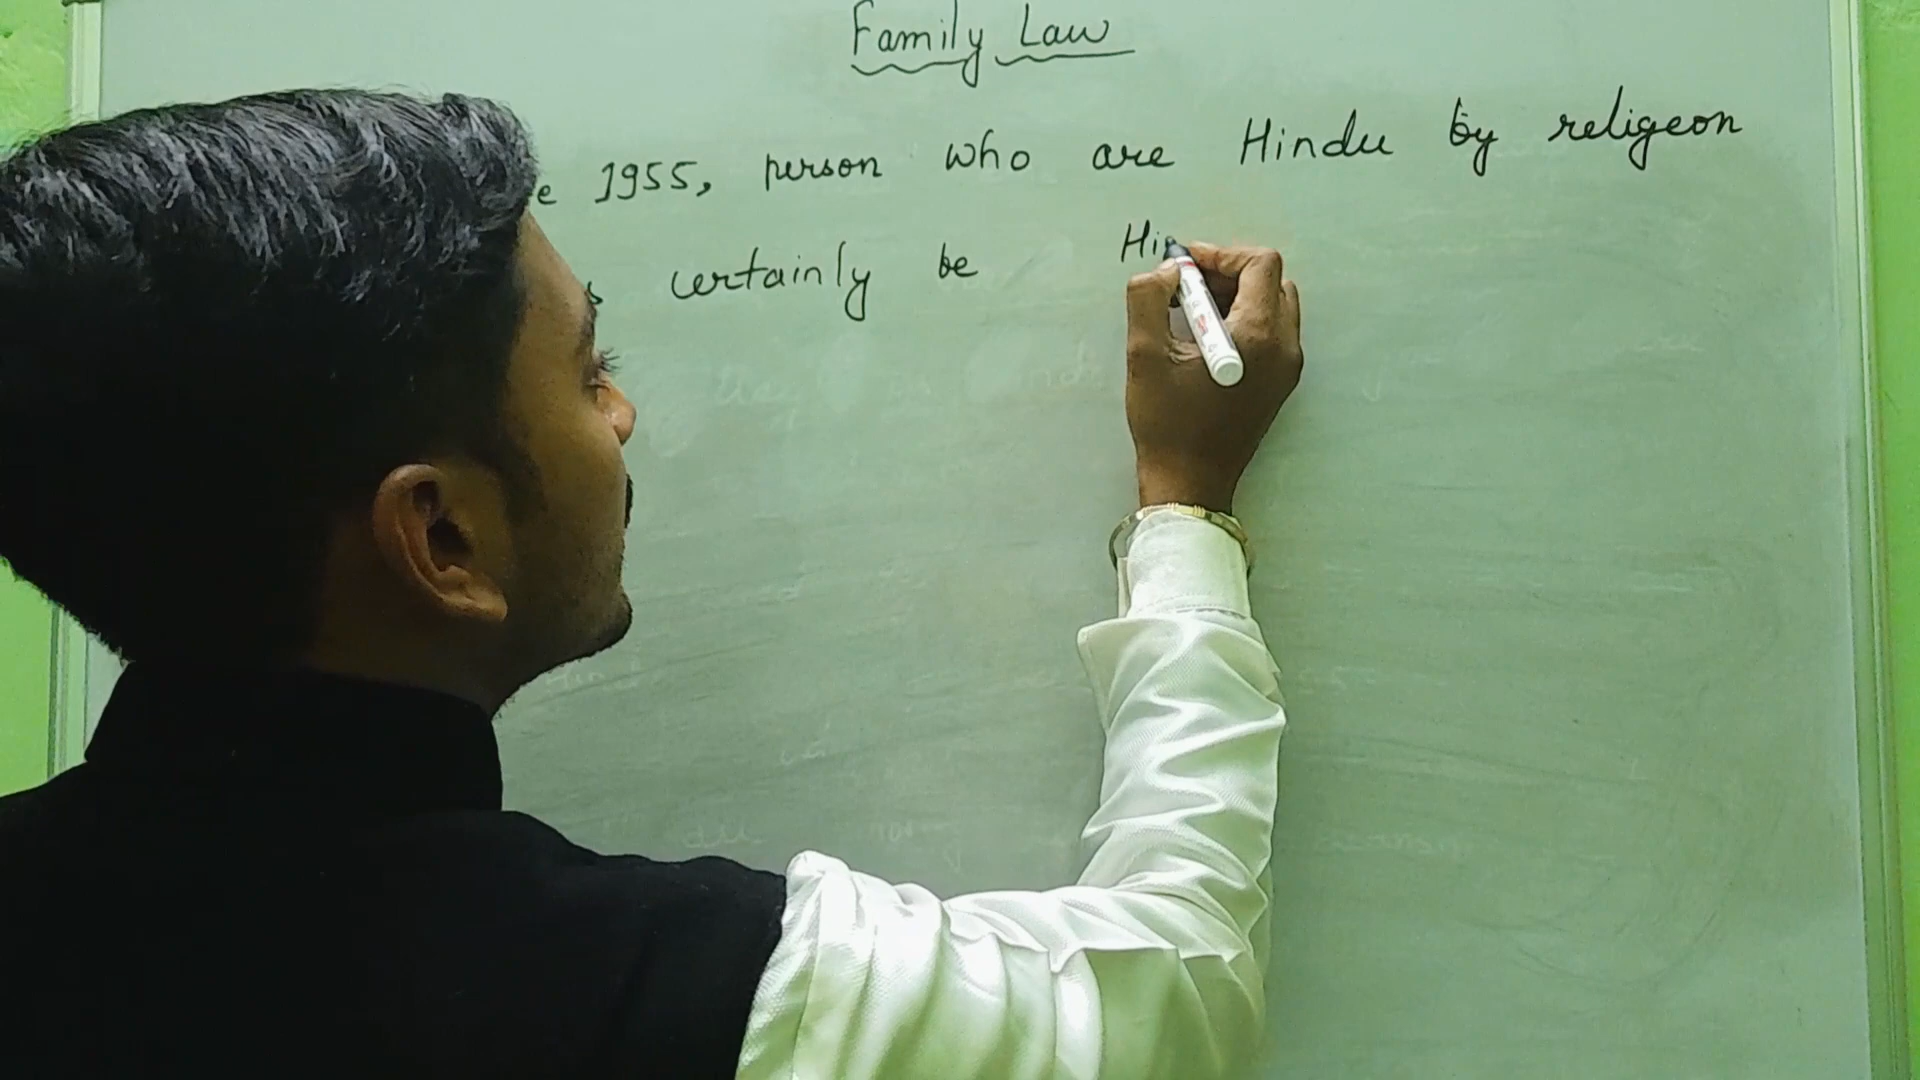 Family Law
e 1955, person who are Hindu by religeon
s certainly be Hi